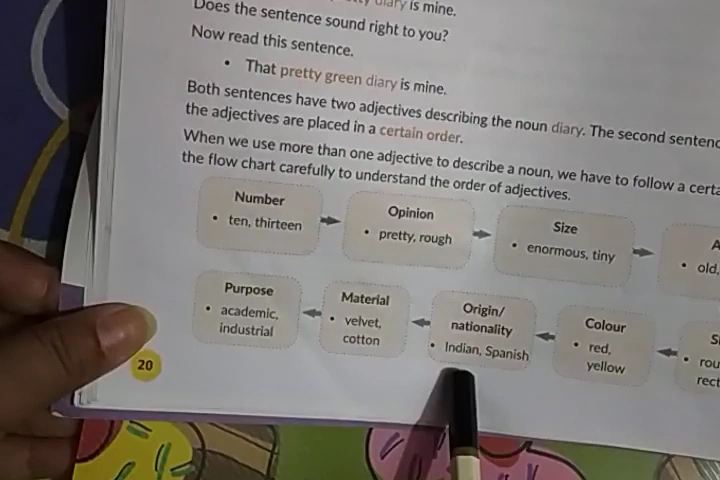 diary is mine.
Does the sentence sound right to you?
Now read this sentence.
• That pretty green diary is mine.
Both sentences have two adjectives describing the noun diary. The second
the adjectives are placed in a certain order.
When we use more than one adjective to describe a noun, we have to follow a
the flow chart carefully to understand the order of adjectives.
Number
• ten, thirteen
Opinion
• pretty, rough
Size
• enormous, tiny
• old,
Purpose
• academic,
industrial
Material
• velvet,
cotton
Origin/
nationality
• Indian, Spanish
Colour
• red,
yellow
20